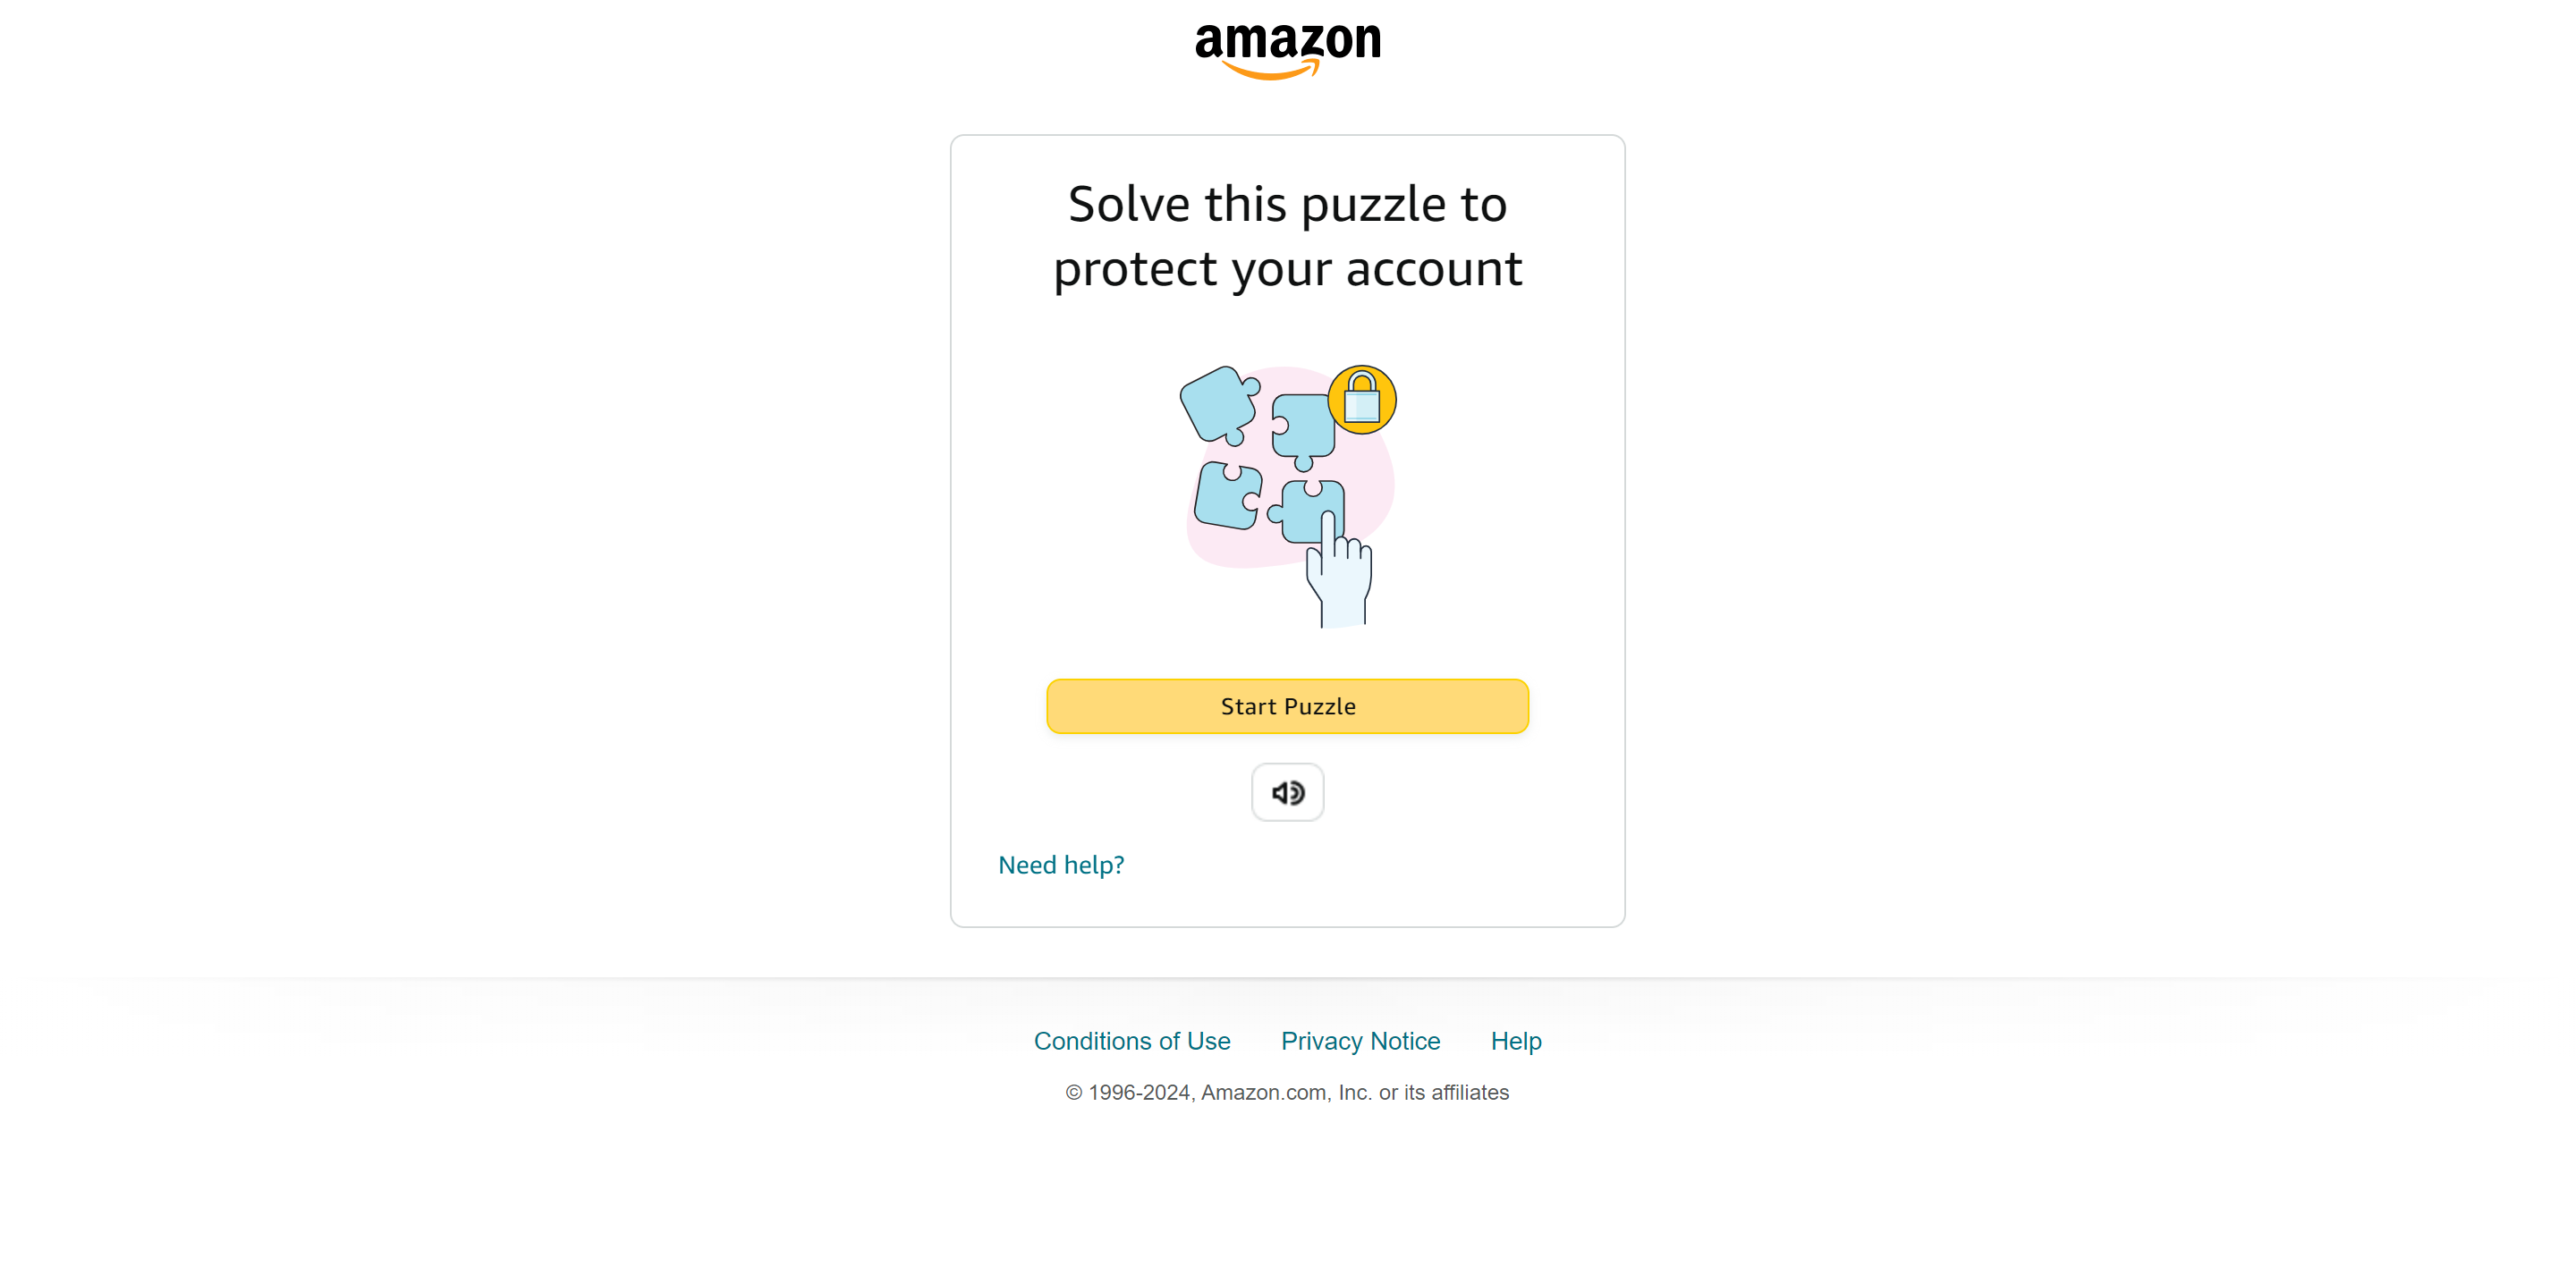 amazon
Solve this puzzle to
protect your account
Start Puzzle
Need help?
Conditions of Use Privacy Notice Help
© 1996-2024, Amazon.com, Inc. or its affiliates